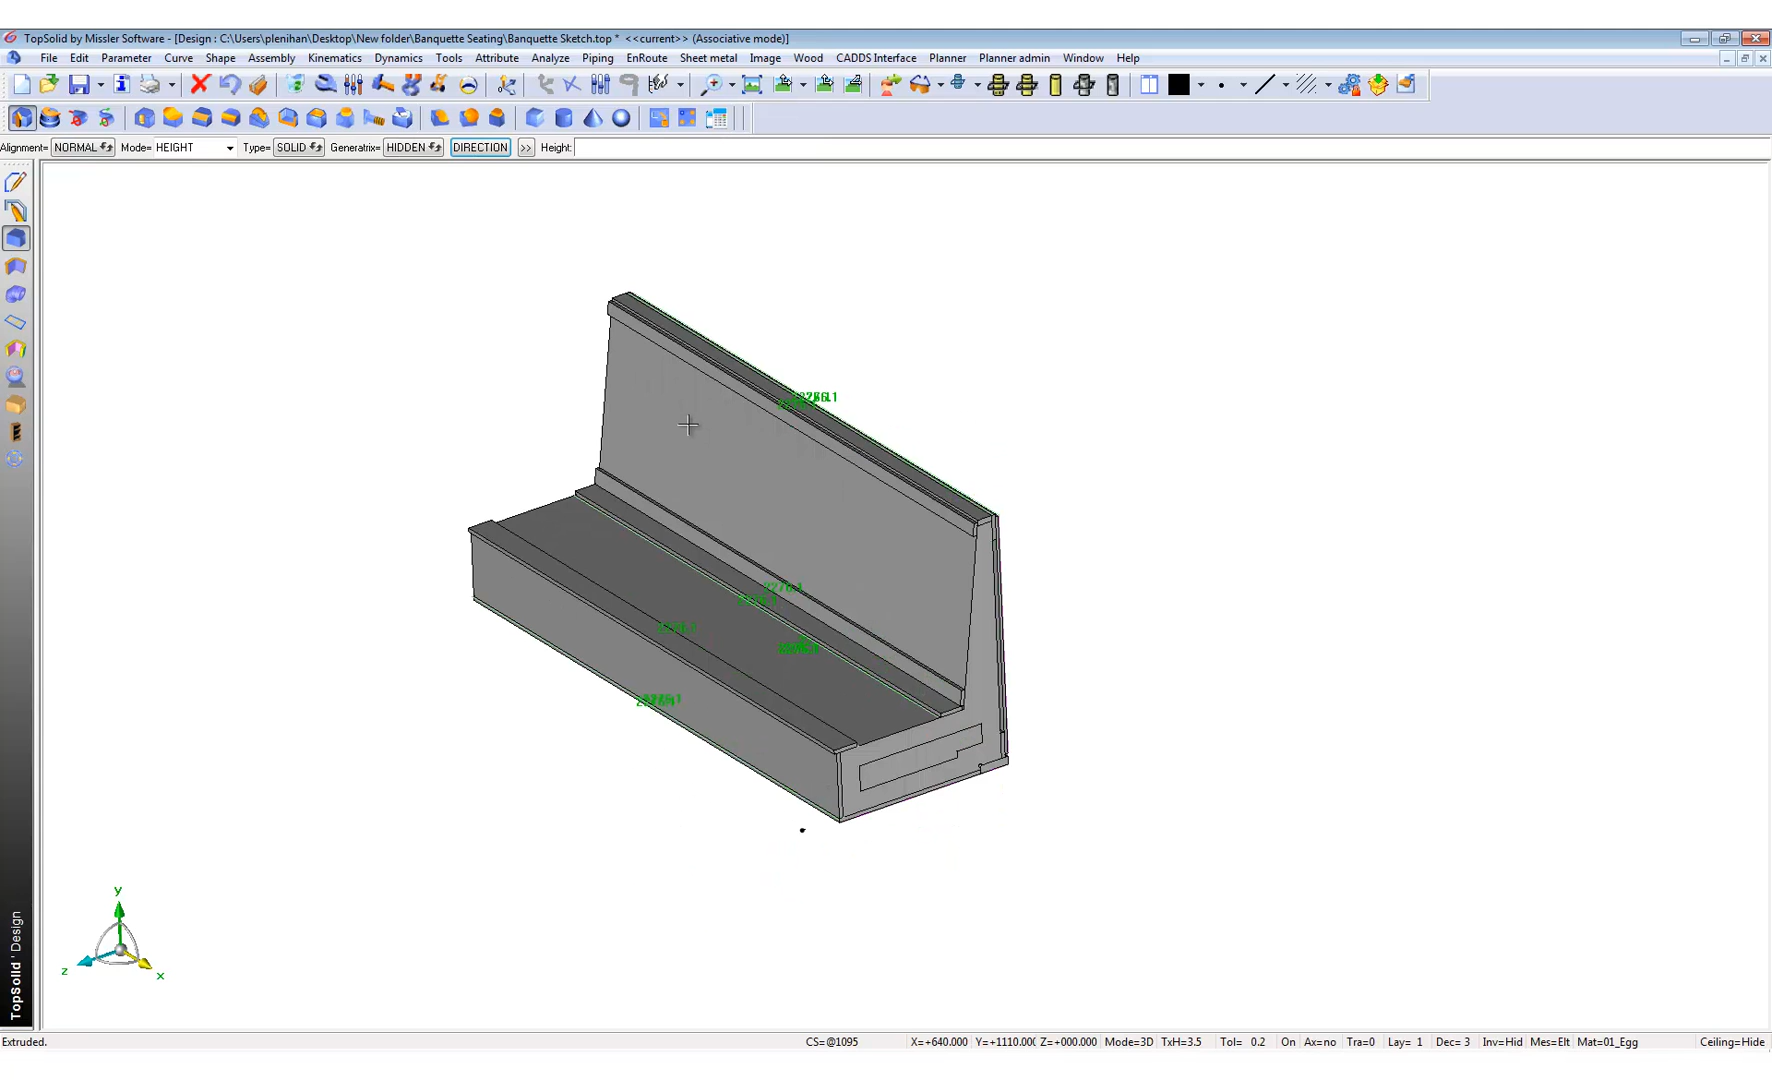 TopSolid by Missler Software - [Design : C:\Users\plenihan\Desktop\New folder\Banquette Seating\Banquette Sketch.top * <<current>> (Associative mode)]
File Edit Parameter Curve Shape Assembly Kinematics Dynamics Tools Attribute Analyze Piping EnRoute Sheet metal Image Wood CADDS Interface Planner Planner admin Window Help
Alignment= NORMAL Mode= HEIGHT Type= SOLID Generatrix= HIDDEN DIRECTION >> Height:
y
z
x
TopSolid ' Design
Extruded. CS=@1095 X=+640.000 Y=+1110.000 Z=+000.000 Mode=3D TxH=3.5 Tol= 0.2 On Ax=no Tra=0 Lay= 1 Dec= 3 Inv=Hid Mes=Elt Mat=01_Egg Ceiling=Hide